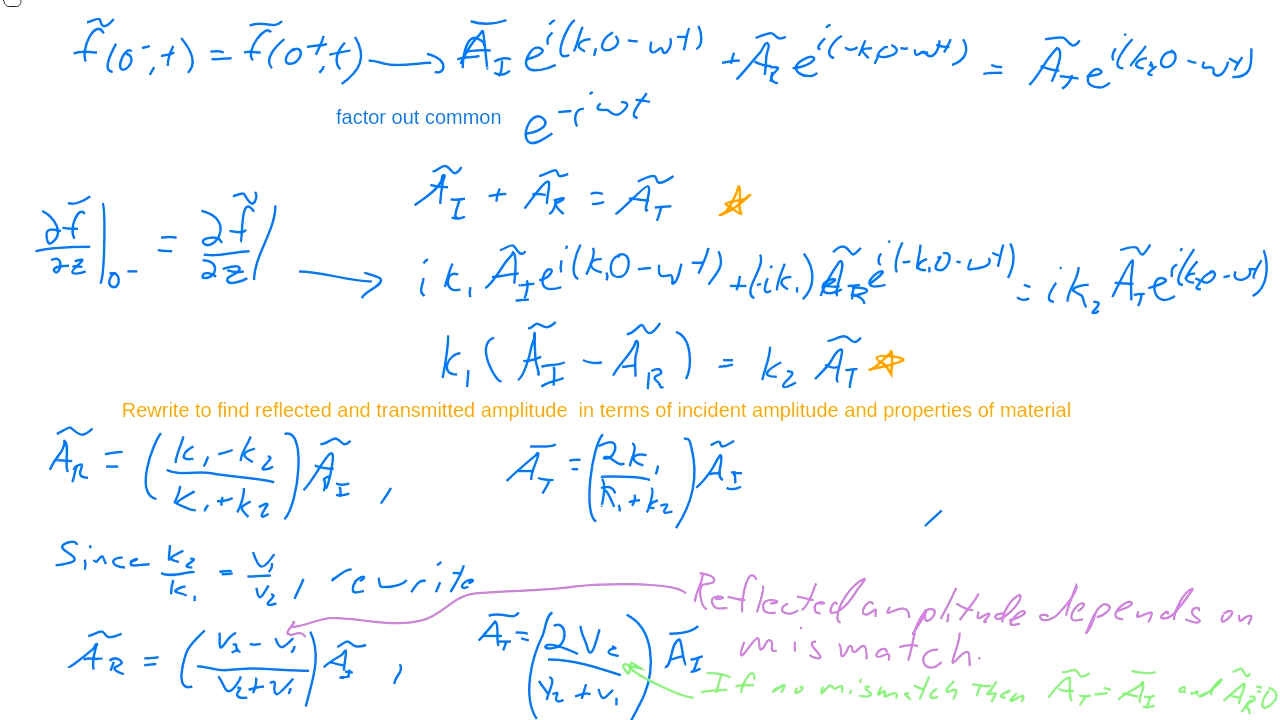 f̃(0⁻,t) = f̃(0⁺,t) → Ã_I e^{i(k₁0-ωt)} + Ã_R e^{i(-k₁0-ωt)} = Ã_T e^{i(k₂0-ωt)}
factor out common e^{-iωt}
Ã_I + Ã_R = Ã_T ☆
∂f̃/∂z|_{0⁻} = ∂f̃/∂z| → ik₁ Ã_I e^{i(k₁0-ωt)} + (-ik₁) Ã_R e^{i(-k₁0-ωt)} = ik₂ Ã_T e^{i(k₂0-ωt)}
k₁(Ã_I - Ã_R) = k₂ Ã_T ☆
Rewrite to find reflected and transmitted amplitude in terms of incident amplitude and properties of material
Ã_R = ((k₁-k₂)/(k₁+k₂)) Ã_I , Ã_T = (2k₁/(k₁+k₂)) Ã_I ,
Since k₂/k₁ = v₁/v₂, rewrite
Reflected amplitude depends on
mismatch.
Ã_R = ((v₂-v₁)/(v₂+v₁)) Ã_I , Ã_T = (2v₂/(v₂+v₁)) Ã_I
If no mismatch then Ã_T = Ã_I and Ã_R=0